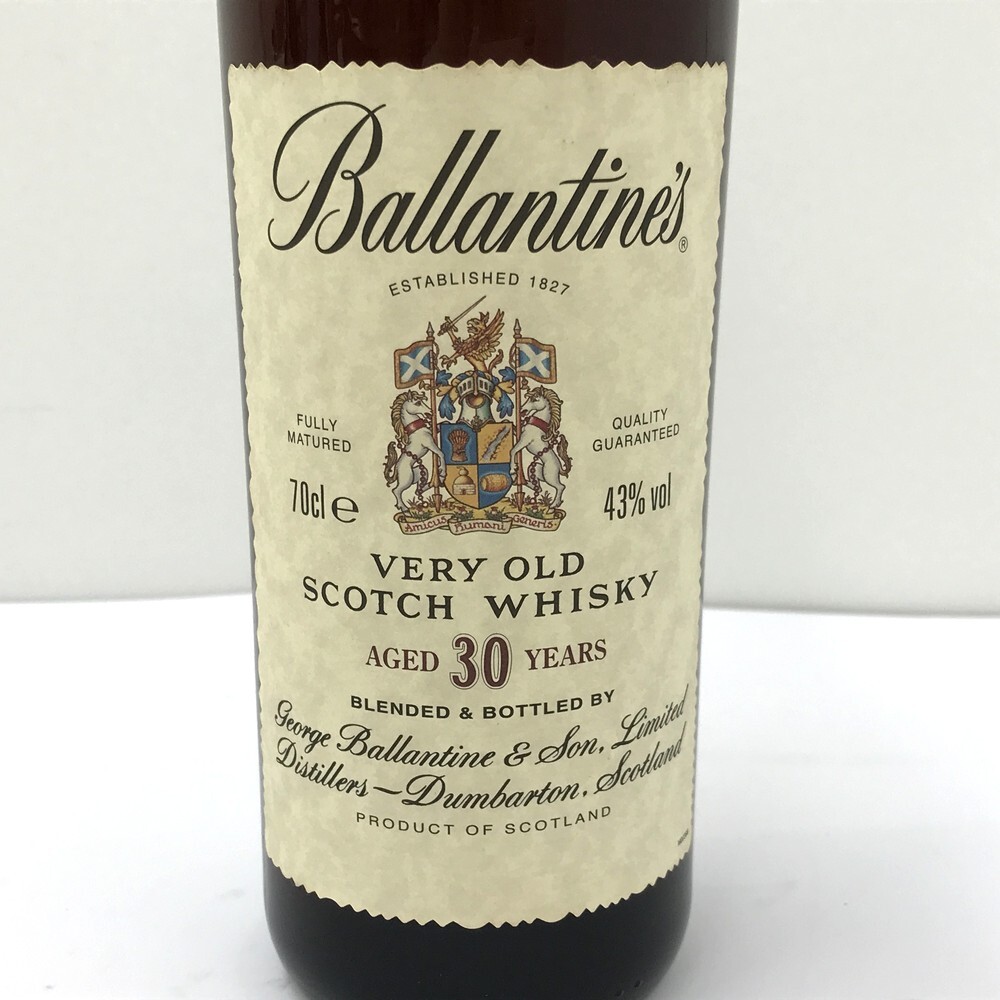 Ballantine's®
ESTABLISHED 1827
FULLY MATURED
QUALITY GUARANTEED
70cl e
43% vol
Amicus Humani Generis
VERY OLD
SCOTCH WHISKY
AGED 30 YEARS
BLENDED & BOTTLED BY
George Ballantine & Son, Limited
Distillers – Dumbarton, Scotland
PRODUCT OF SCOTLAND